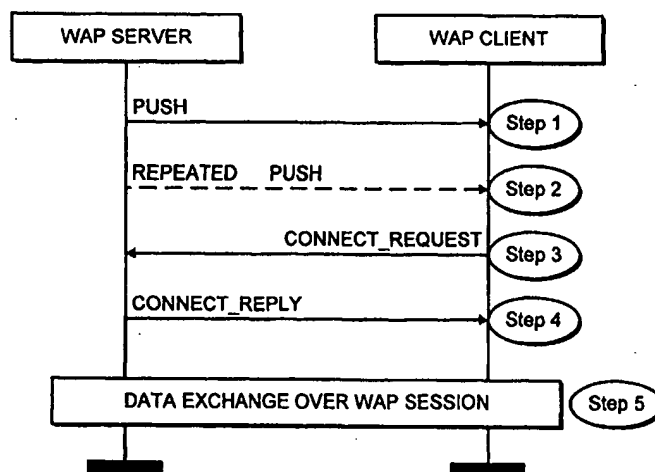 WAP SERVER
WAP CLIENT
PUSH
Step 1
REPEATED PUSH
Step 2
CONNECT_REQUEST
Step 3
CONNECT_REPLY
Step 4
DATA EXCHANGE OVER WAP SESSION
Step 5